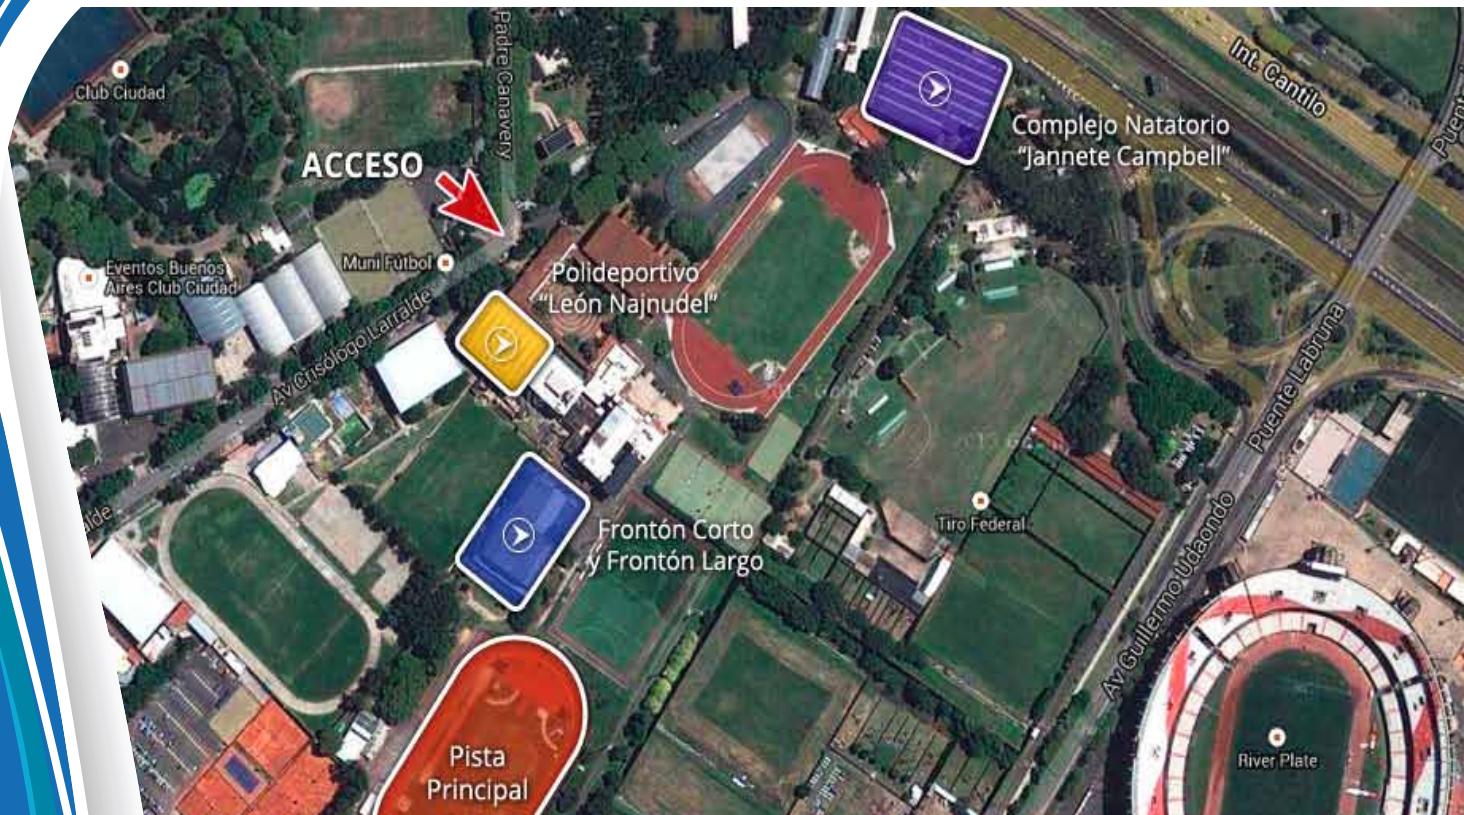 Padre Canavery
Int. Cantilo
Club Ciudad
Complejo Natatorio
“Jannete Campbell”
ACCESO
Muni Fútbol
Eventos Buenos
Aires Club Ciudad
Polideportivo
“León Najnudel”
Av Crisólogo Larralde
Puente Labruna
Tiro Federal
Frontón Corto
y Frontón Largo
Av Guillermo Udaondo
Pista
Principal
River Plate